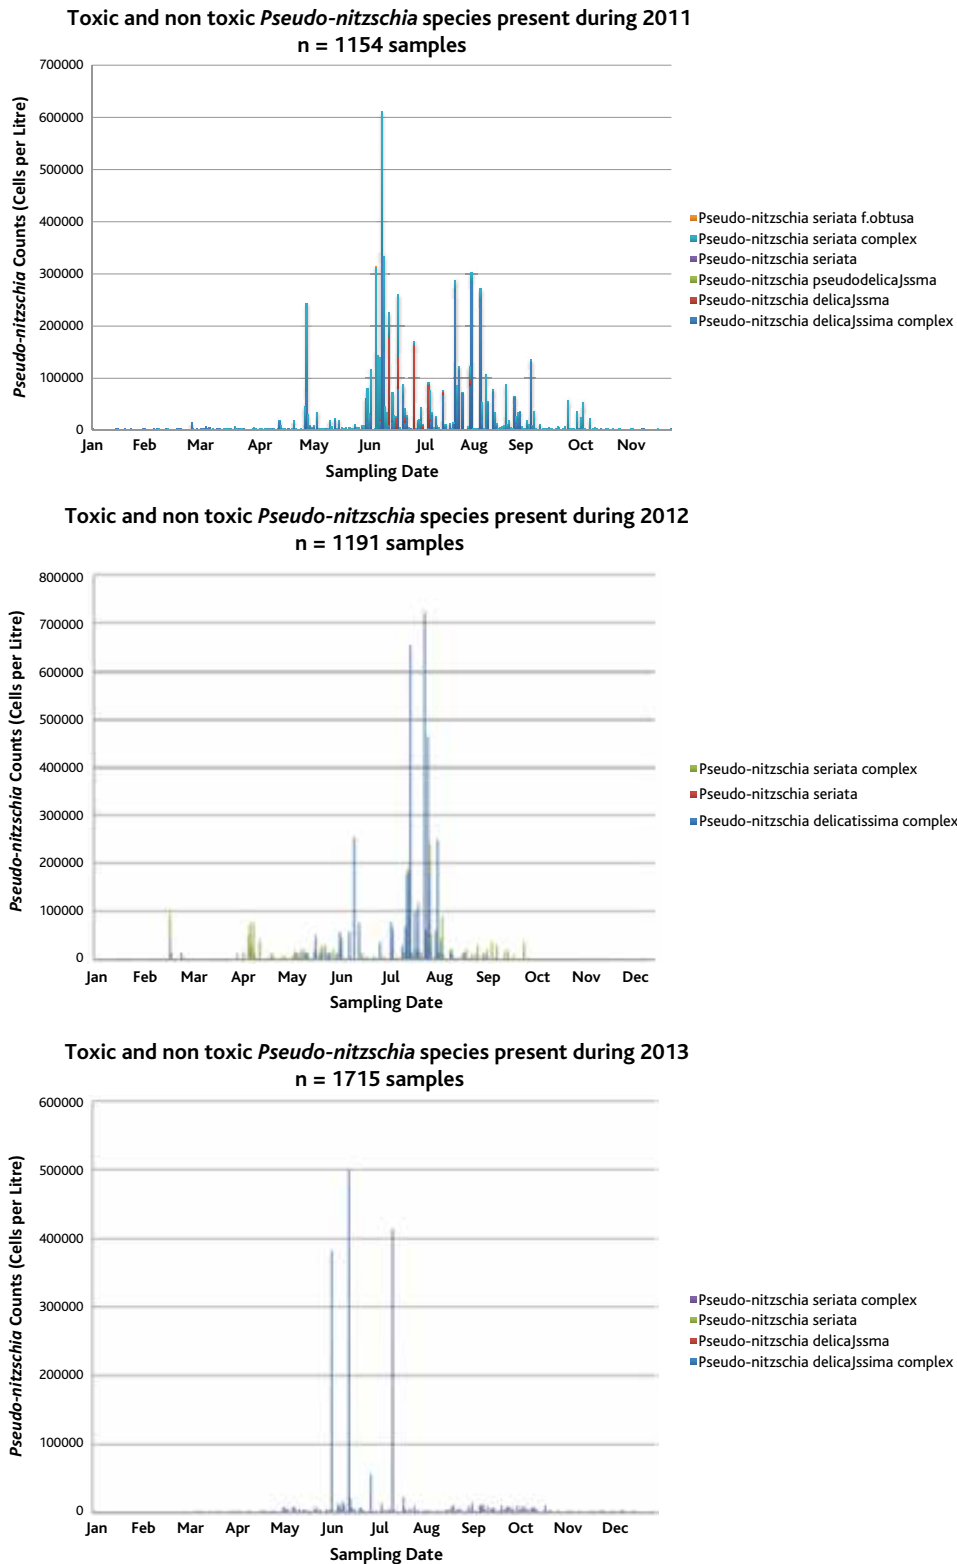 Toxic and non toxic Pseudo-nitzschia species present during 2011
n = 1154 samples
Pseudo-nitzschia Counts (Cells per Litre)
700000
600000
500000
400000
300000
200000
100000
0
Jan Feb Mar Apr May Jun Jul Aug Sep Oct Nov
Sampling Date
Pseudo-nitzschia seriata f.obtusa
Pseudo-nitzschia seriata complex
Pseudo-nitzschia seriata
Pseudo-nitzschia pseudodelicaJssma
Pseudo-nitzschia delicaJssma
Pseudo-nitzschia delicaJssima complex
Toxic and non toxic Pseudo-nitzschia species present during 2012
n = 1191 samples
Pseudo-nitzschia Counts (Cells per Litre)
800000
700000
600000
500000
400000
300000
200000
100000
0
Jan Feb Mar Apr May Jun Jul Aug Sep Oct Nov Dec
Sampling Date
Pseudo-nitzschia seriata complex
Pseudo-nitzschia seriata
Pseudo-nitzschia delicatissima complex
Toxic and non toxic Pseudo-nitzschia species present during 2013
n = 1715 samples
Pseudo-nitzschia Counts (Cells per Litre)
600000
500000
400000
300000
200000
100000
0
Jan Feb Mar Apr May Jun Jul Aug Sep Oct Nov Dec
Sampling Date
Pseudo-nitzschia seriata complex
Pseudo-nitzschia seriata
Pseudo-nitzschia delicaJssma
Pseudo-nitzschia delicaJssima complex